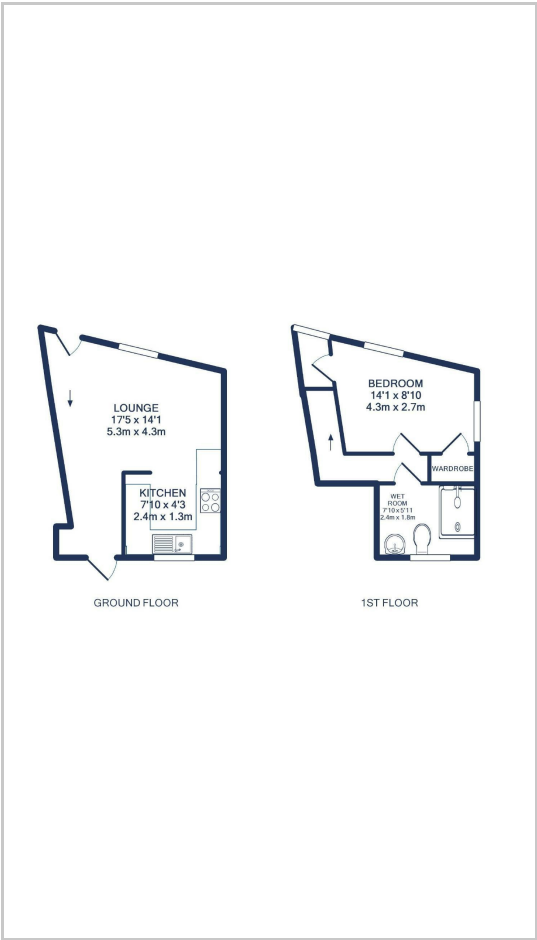 LOUNGE
17'5 x 14'1
5.3m x 4.3m
KITCHEN
7'10 x 4'3
2.4m x 1.3m
GROUND FLOOR
BEDROOM
14'1 x 8'10
4.3m x 2.7m
WARDROBE
WET
ROOM
7'10 x 5'11
2.4m x 1.8m
1ST FLOOR